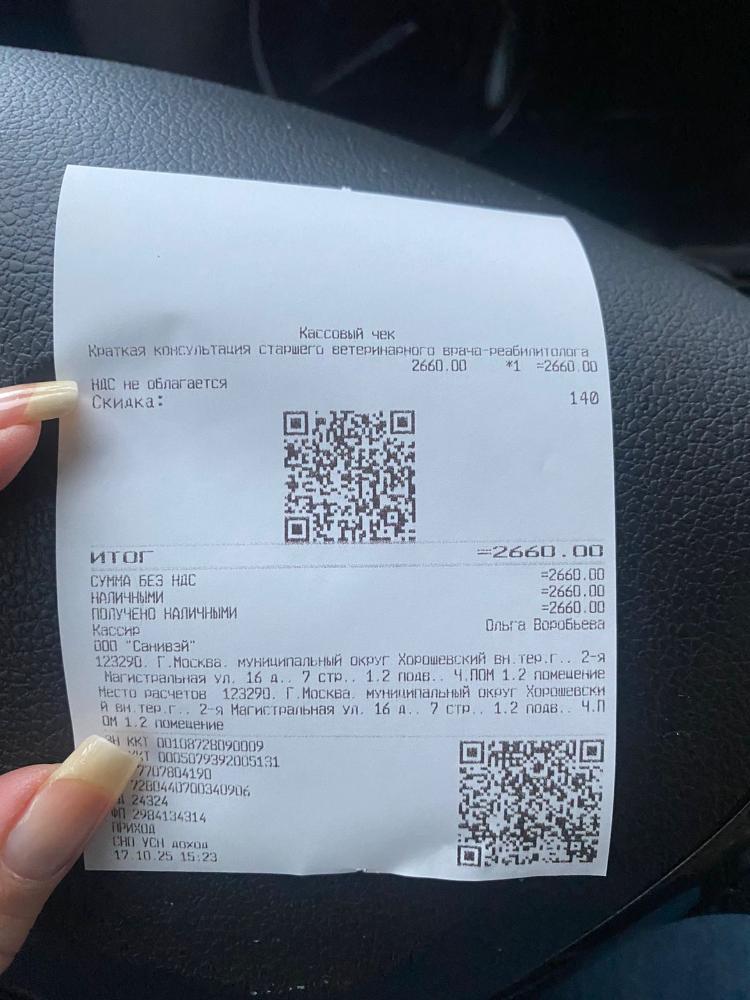 Кассовый чек
Краткая консультация старшего ветеринарного врача-реабилитолога
2660.00 *1 =2660.00
НДС не облагается
Скидка: 140
ИТОГ =2660.00
СУММА БЕЗ НДС =2660.00
НАЛИЧНЫМИ =2660.00
ПОЛУЧЕНО НАЛИЧНЫМИ =2660.00
Кассир Ольга Воробьева
ООО "Санивэй"
123290. Г.Москва. муниципальный округ Хорошевский вн.тер.г.. 2-я
Магистральная ул. 16 д.. 7 стр.. 1.2 подв.. Ч.ПОМ 1.2 помещение
Место расчетов 123290. Г.Москва. муниципальный округ Хорошевски
й вн.тер.г.. 2-я Магистральная ул. 16 д.. 7 стр.. 1.2 подв.. Ч.П
ОМ 1.2 помещение
ЗН ККТ 00108728090009
ККТ 0005079392005131
7707804190
7280440700340906
24324
ФП 2984134314
ПРИХОД
СНО УСН доход
17.10.25 15:23